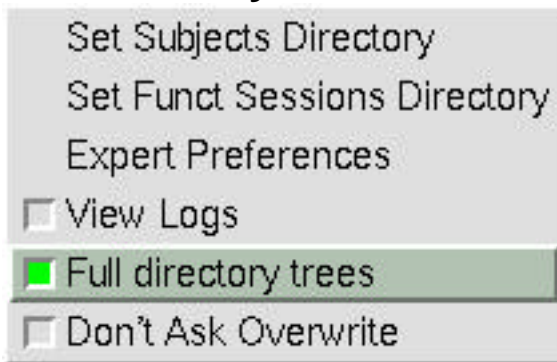 Set Subjects Directory
Set Funct Sessions Directory
Expert Preferences
View Logs
Full directory trees
Don't Ask Overwrite